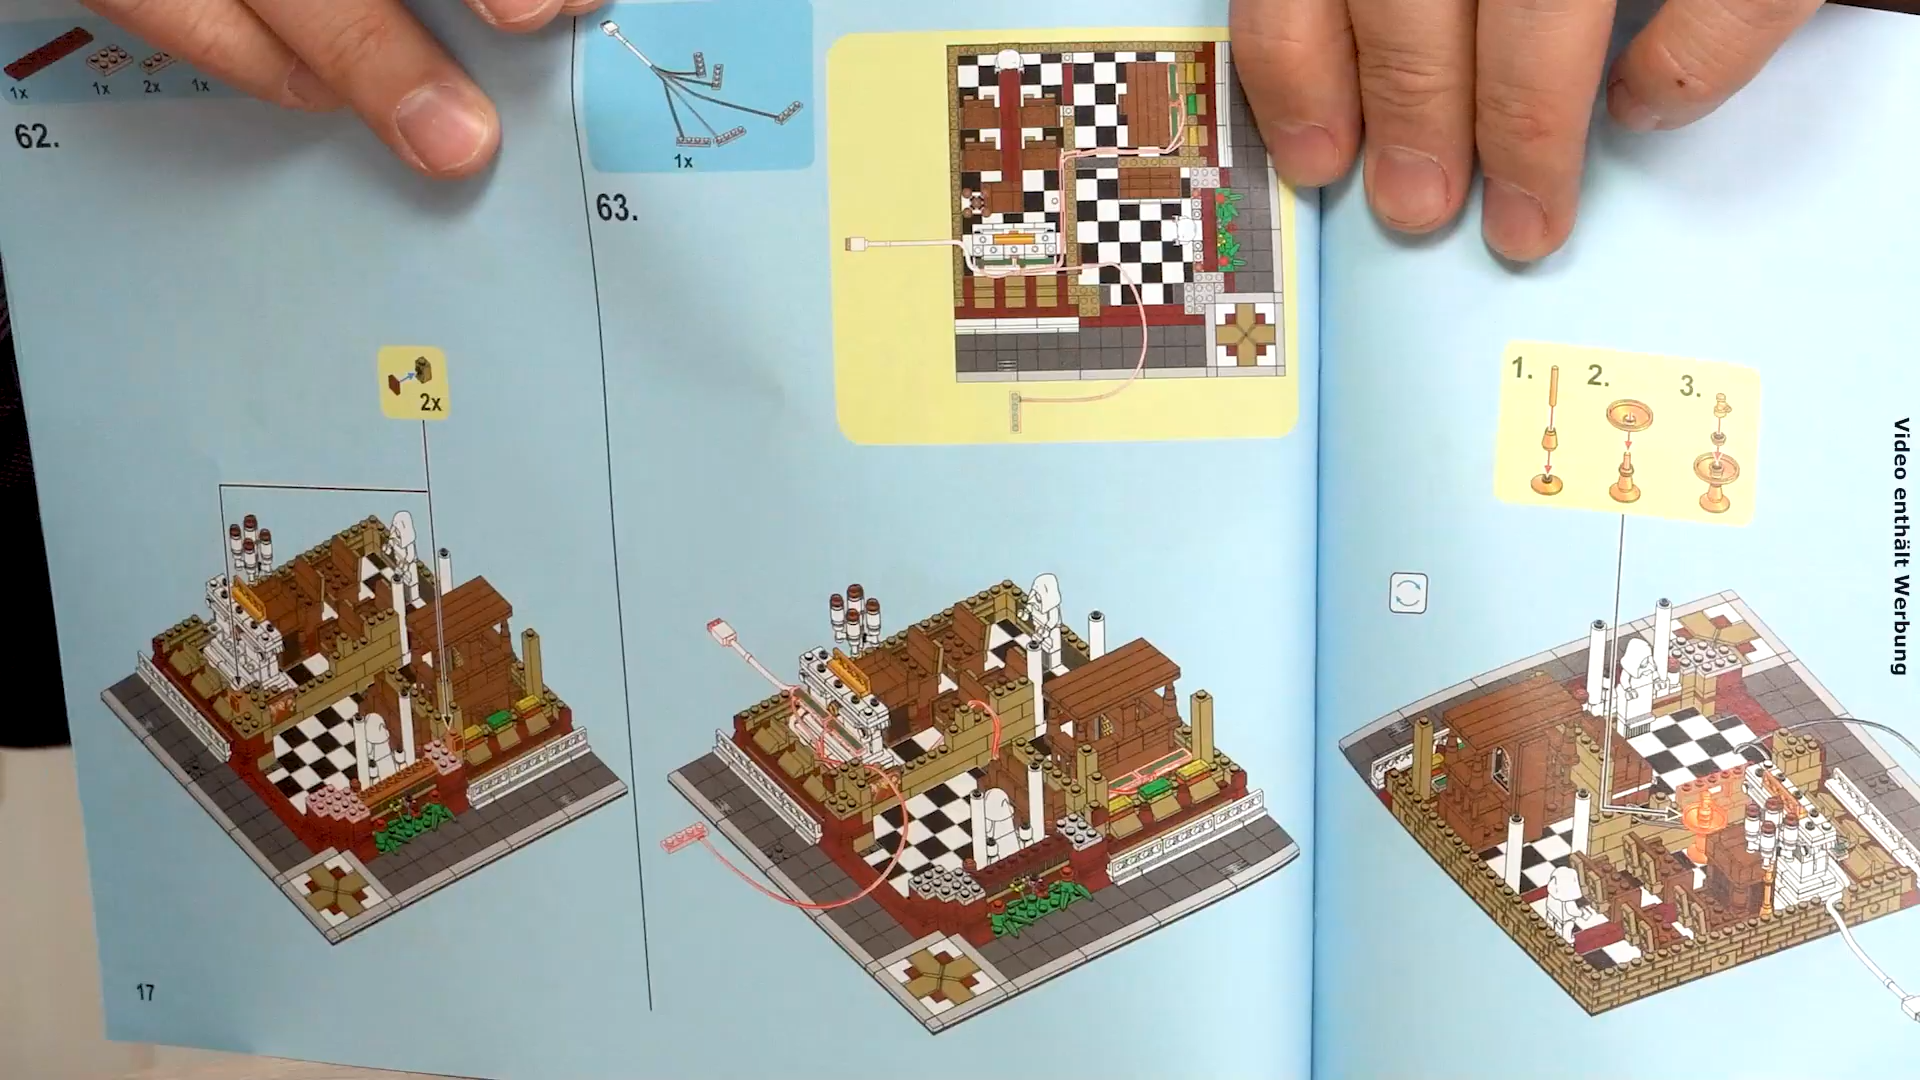 1x 1x 2x 1x
62.
2x
17
1x
63.
1. 2. 3.
Video enthält Werbung